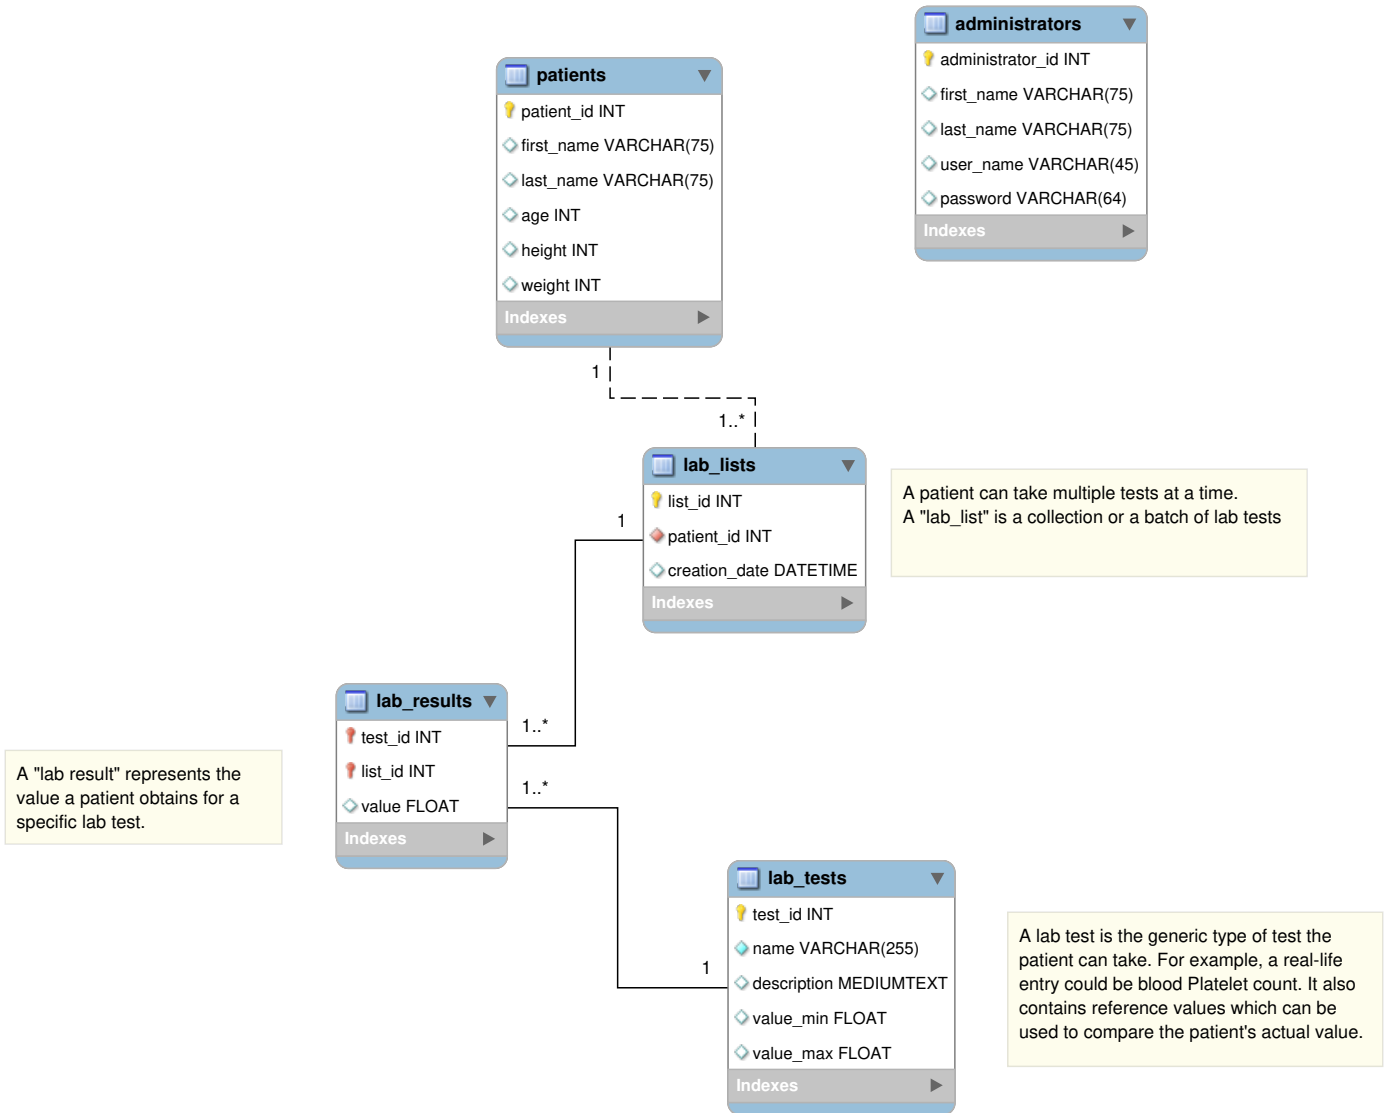 administrators
administrator_id INT
first_name VARCHAR(75)
last_name VARCHAR(75)
user_name VARCHAR(45)
password VARCHAR(64)
Indexes
patients
patient_id INT
first_name VARCHAR(75)
last_name VARCHAR(75)
age INT
height INT
weight INT
Indexes
1
1..*
lab_lists
list_id INT
patient_id INT
creation_date DATETIME
Indexes
A patient can take multiple tests at a time.
A "lab_list" is a collection or a batch of lab tests
1
1..*
lab_results
test_id INT
list_id INT
value FLOAT
Indexes
A "lab result" represents the
value a patient obtains for a
specific lab test.
1..*
1
lab_tests
test_id INT
name VARCHAR(255)
description MEDIUMTEXT
value_min FLOAT
value_max FLOAT
Indexes
A lab test is the generic type of test the
patient can take. For example, a real-life
entry could be blood Platelet count. It also
contains reference values which can be
used to compare the patient's actual value.